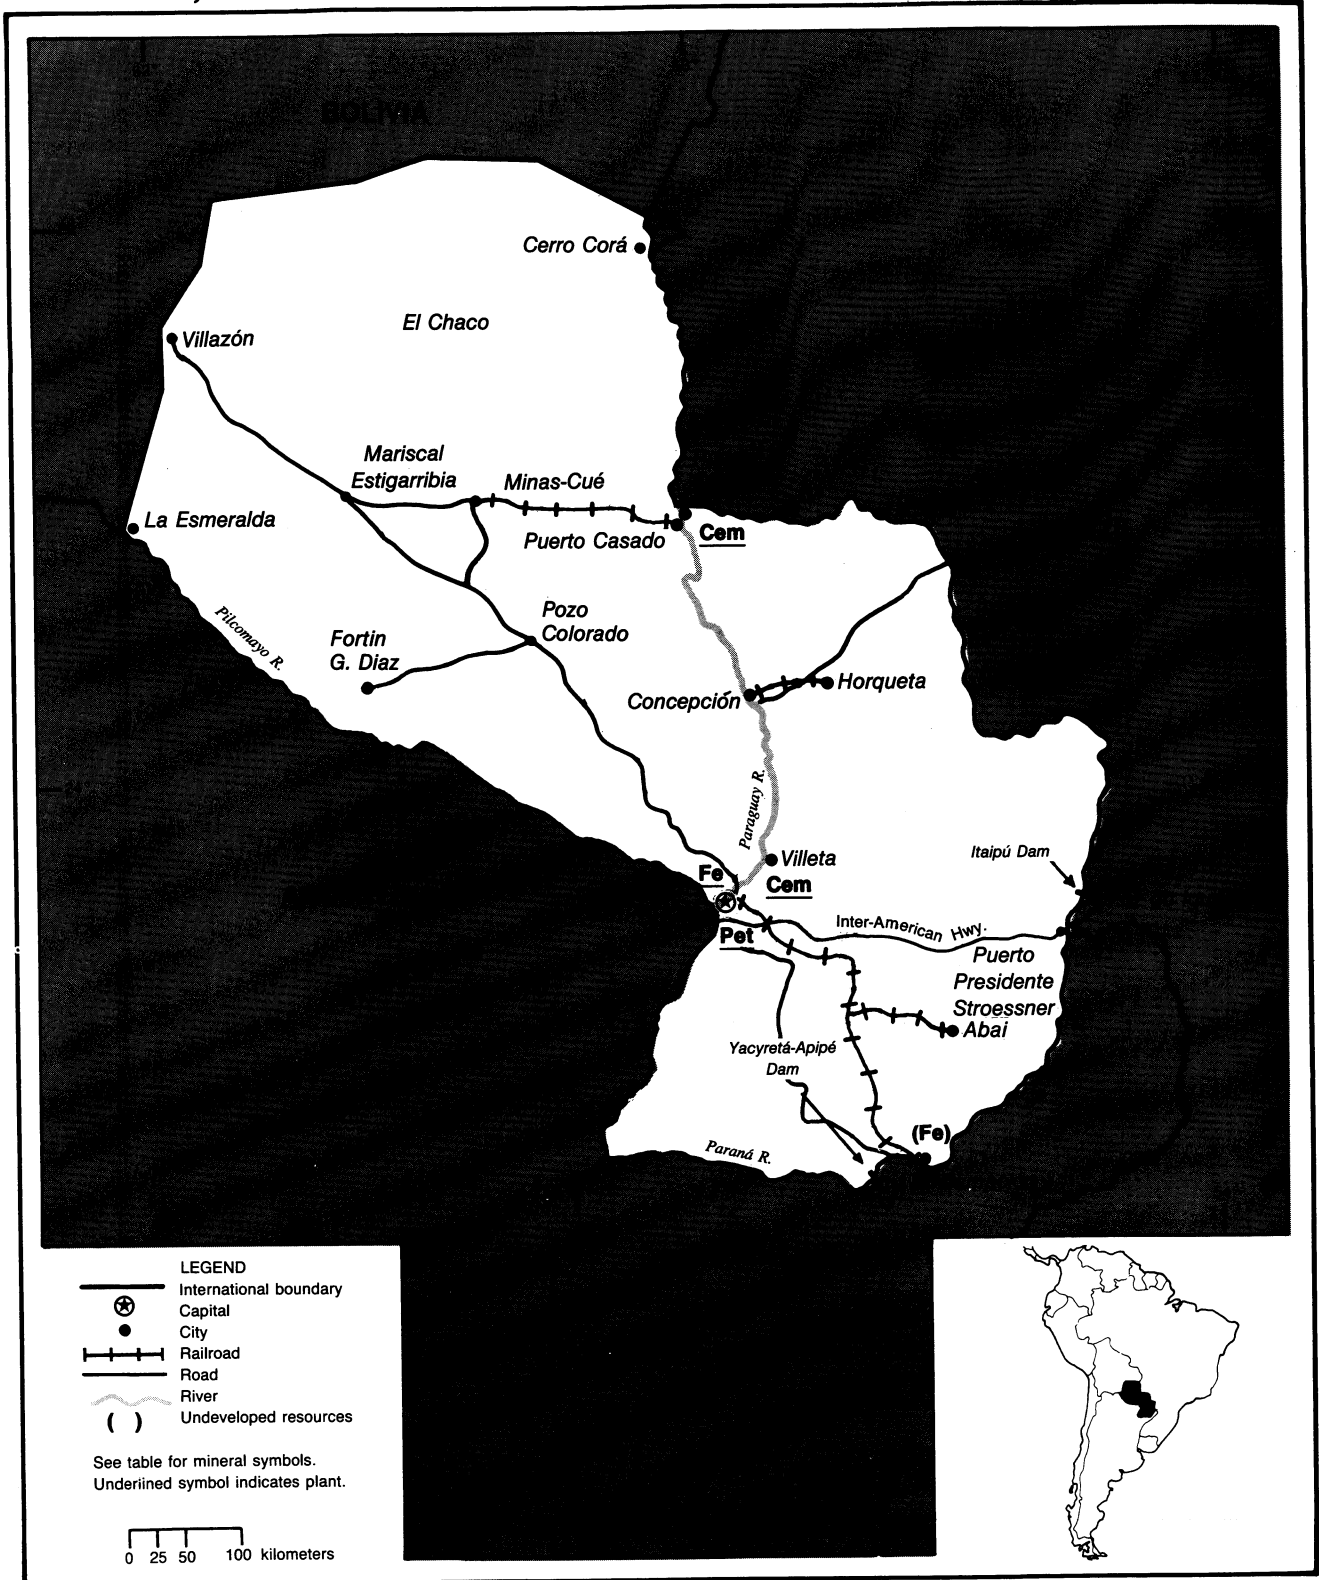 BOLIVIA
Cerro Corá
El Chaco
Villazón
Mariscal
Estigarribia
Minas-Cué
La Esmeralda
Puerto Casado
Cem
Pilcomayo R.
Pozo
Colorado
Fortin
G. Diaz
Concepción
Horqueta
Paraguay R.
Villeta
Itaipú Dam
Fe
Cem
Inter-American Hwy.
Pet
Puerto
Presidente
Stroessner
Abai
Yacyretá-Apipé
Dam
(Fe)
Paraná R.
LEGEND
International boundary
Capital
City
Railroad
Road
River
( ) Undeveloped resources
See table for mineral symbols.
Underlined symbol indicates plant.
0 25 50 100 kilometers